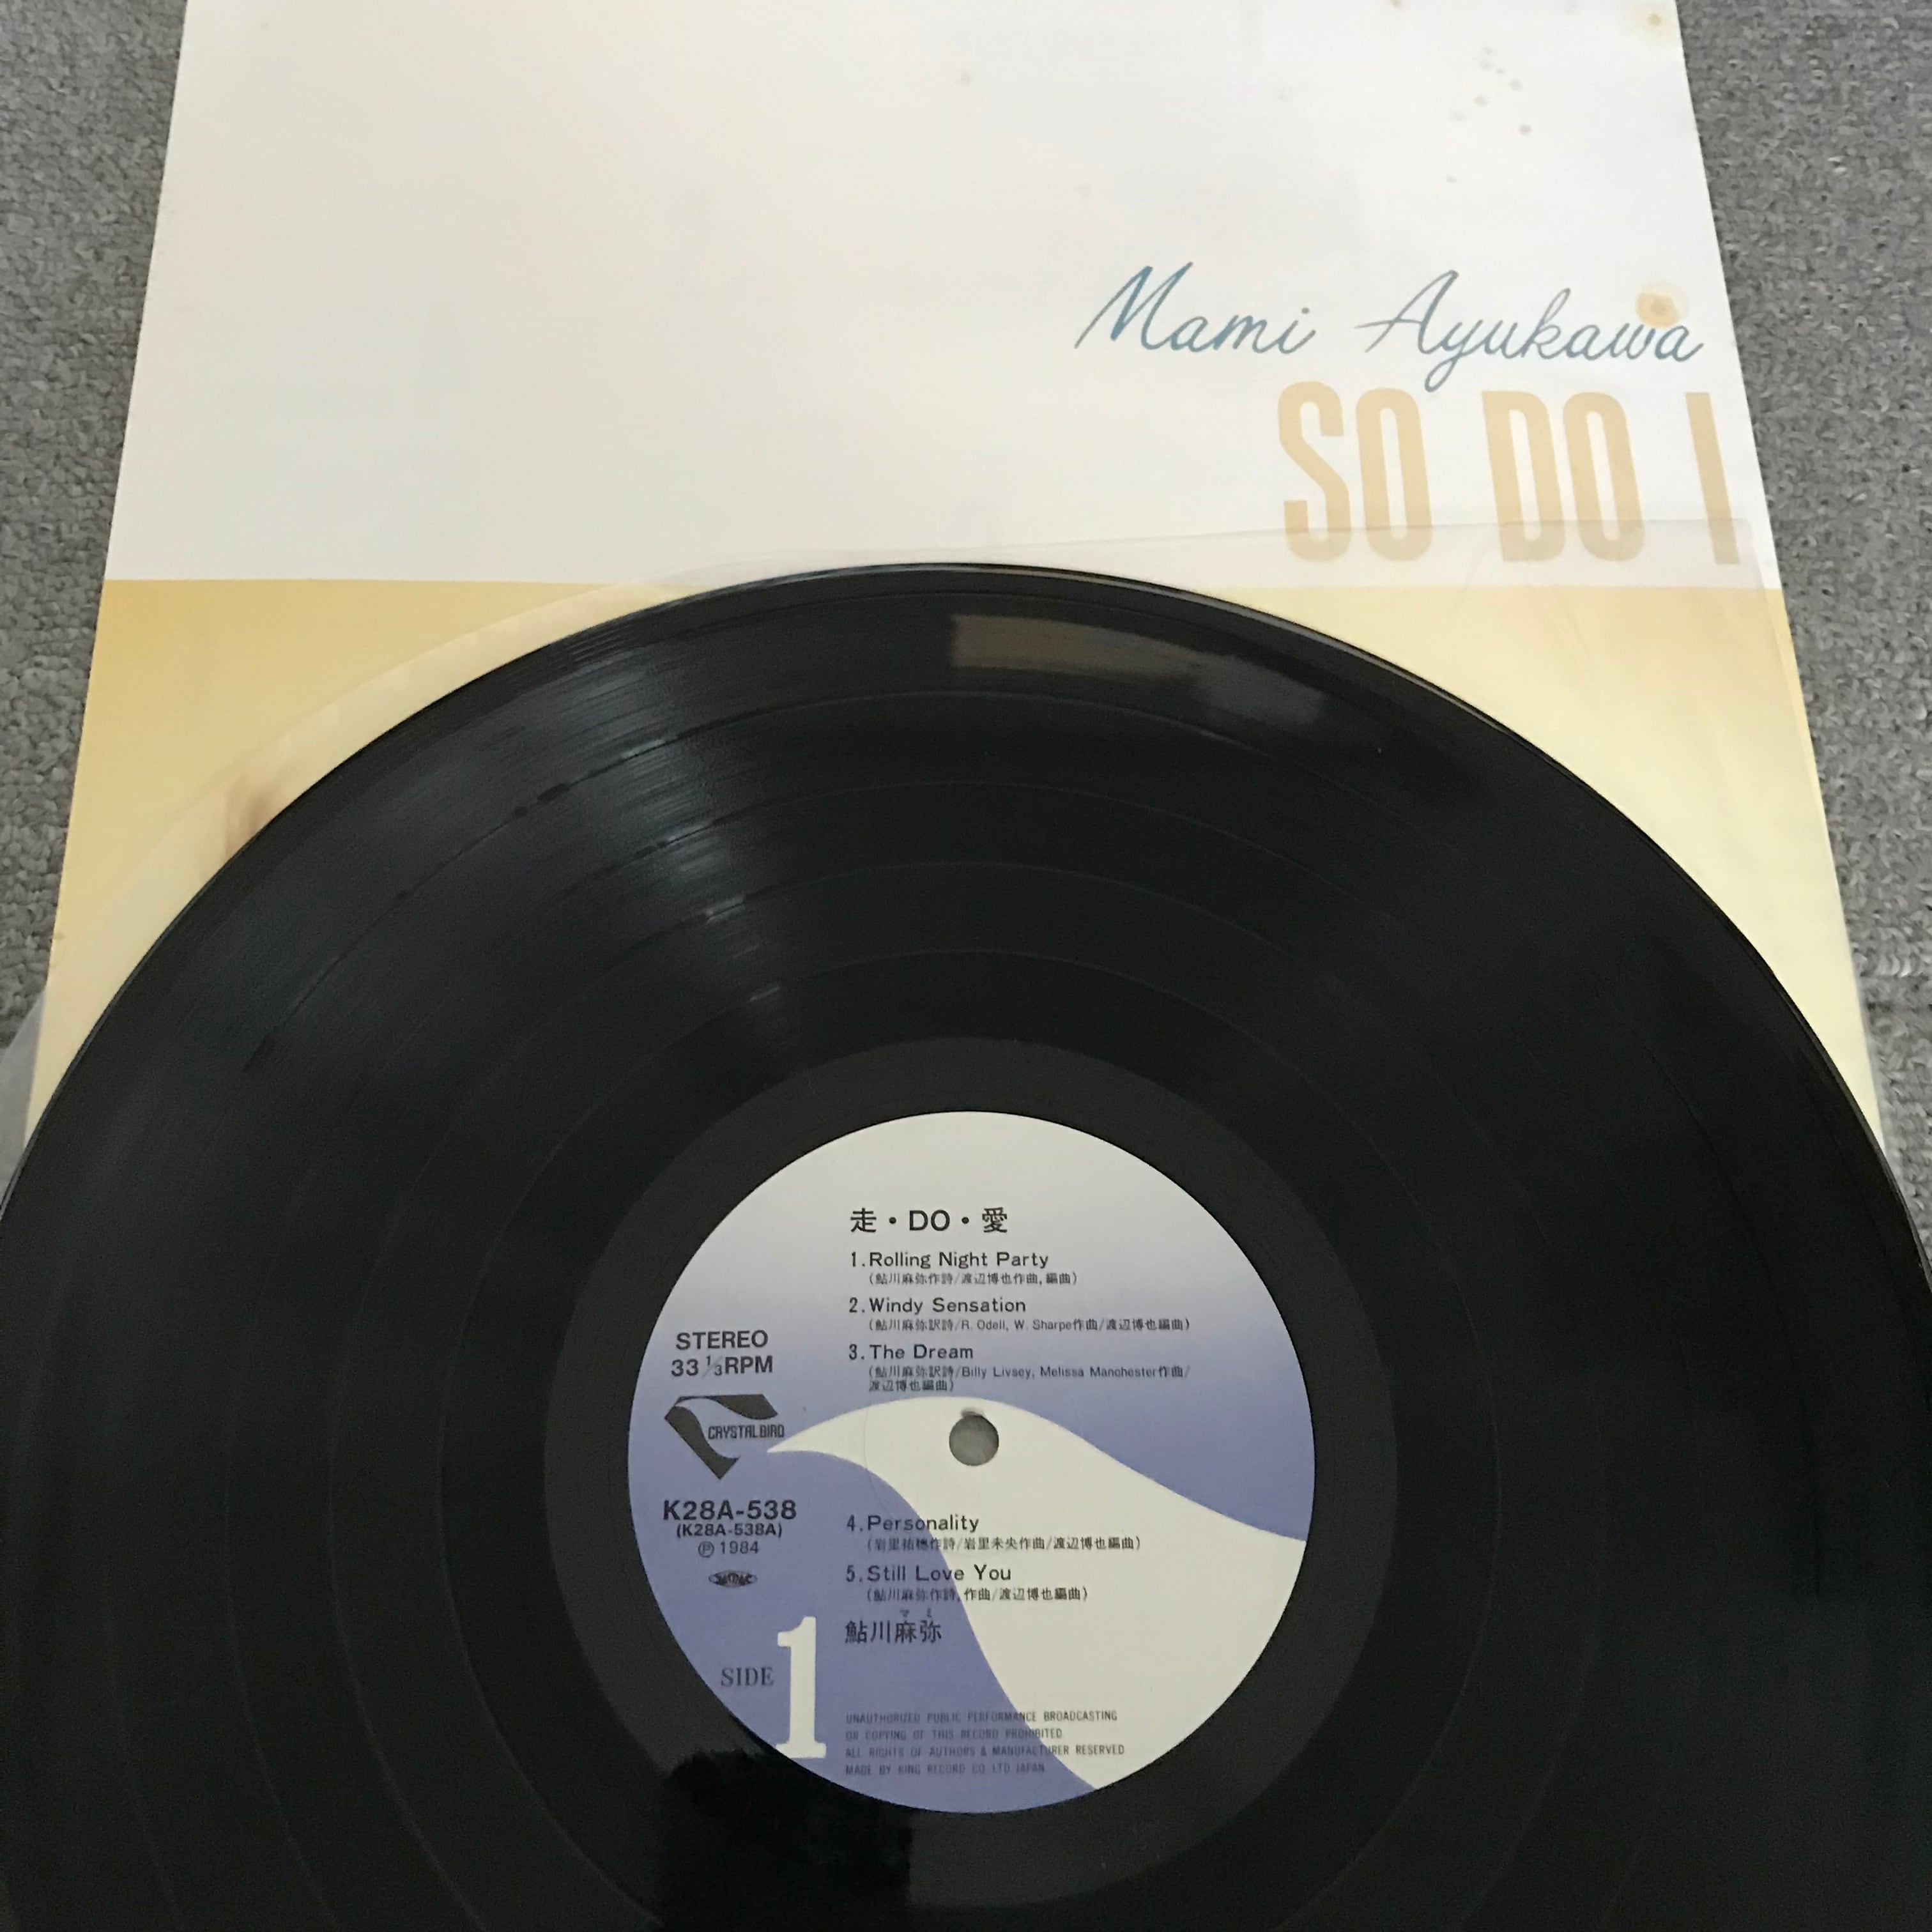 Mami Ayukawa
SO DO I
走・DO・愛
1.Rolling Night Party
(鮎川麻弥作詩/渡辺博也作曲,編曲)
2.Windy Sensation
(鮎川麻弥訳詩/R. Odell, W. Sharpe作曲/渡辺博也編曲)
3.The Dream
(鮎川麻弥訳詩/Billy Livsey, Melissa Manchester作曲/
渡辺博也編曲)
STEREO
33 1/3RPM
CRYSTAL BIRD
K28A-538
(K28A-538A)
Ⓟ1984
4.Personality
(岩里祐穂作詩/岩里未央作曲/渡辺博也編曲)
5.Still Love You
(鮎川麻弥作詩,作曲/渡辺博也編曲)
マミ
鮎川麻弥
SIDE 1
UNAUTHORIZED PUBLIC PERFORMANCE BROADCASTING
OR COPYING OF THIS RECORD PROHIBITED
ALL RIGHTS OF AUTHORS & MANUFACTURER RESERVED
MADE BY KING RECORD CO. LTD. JAPAN